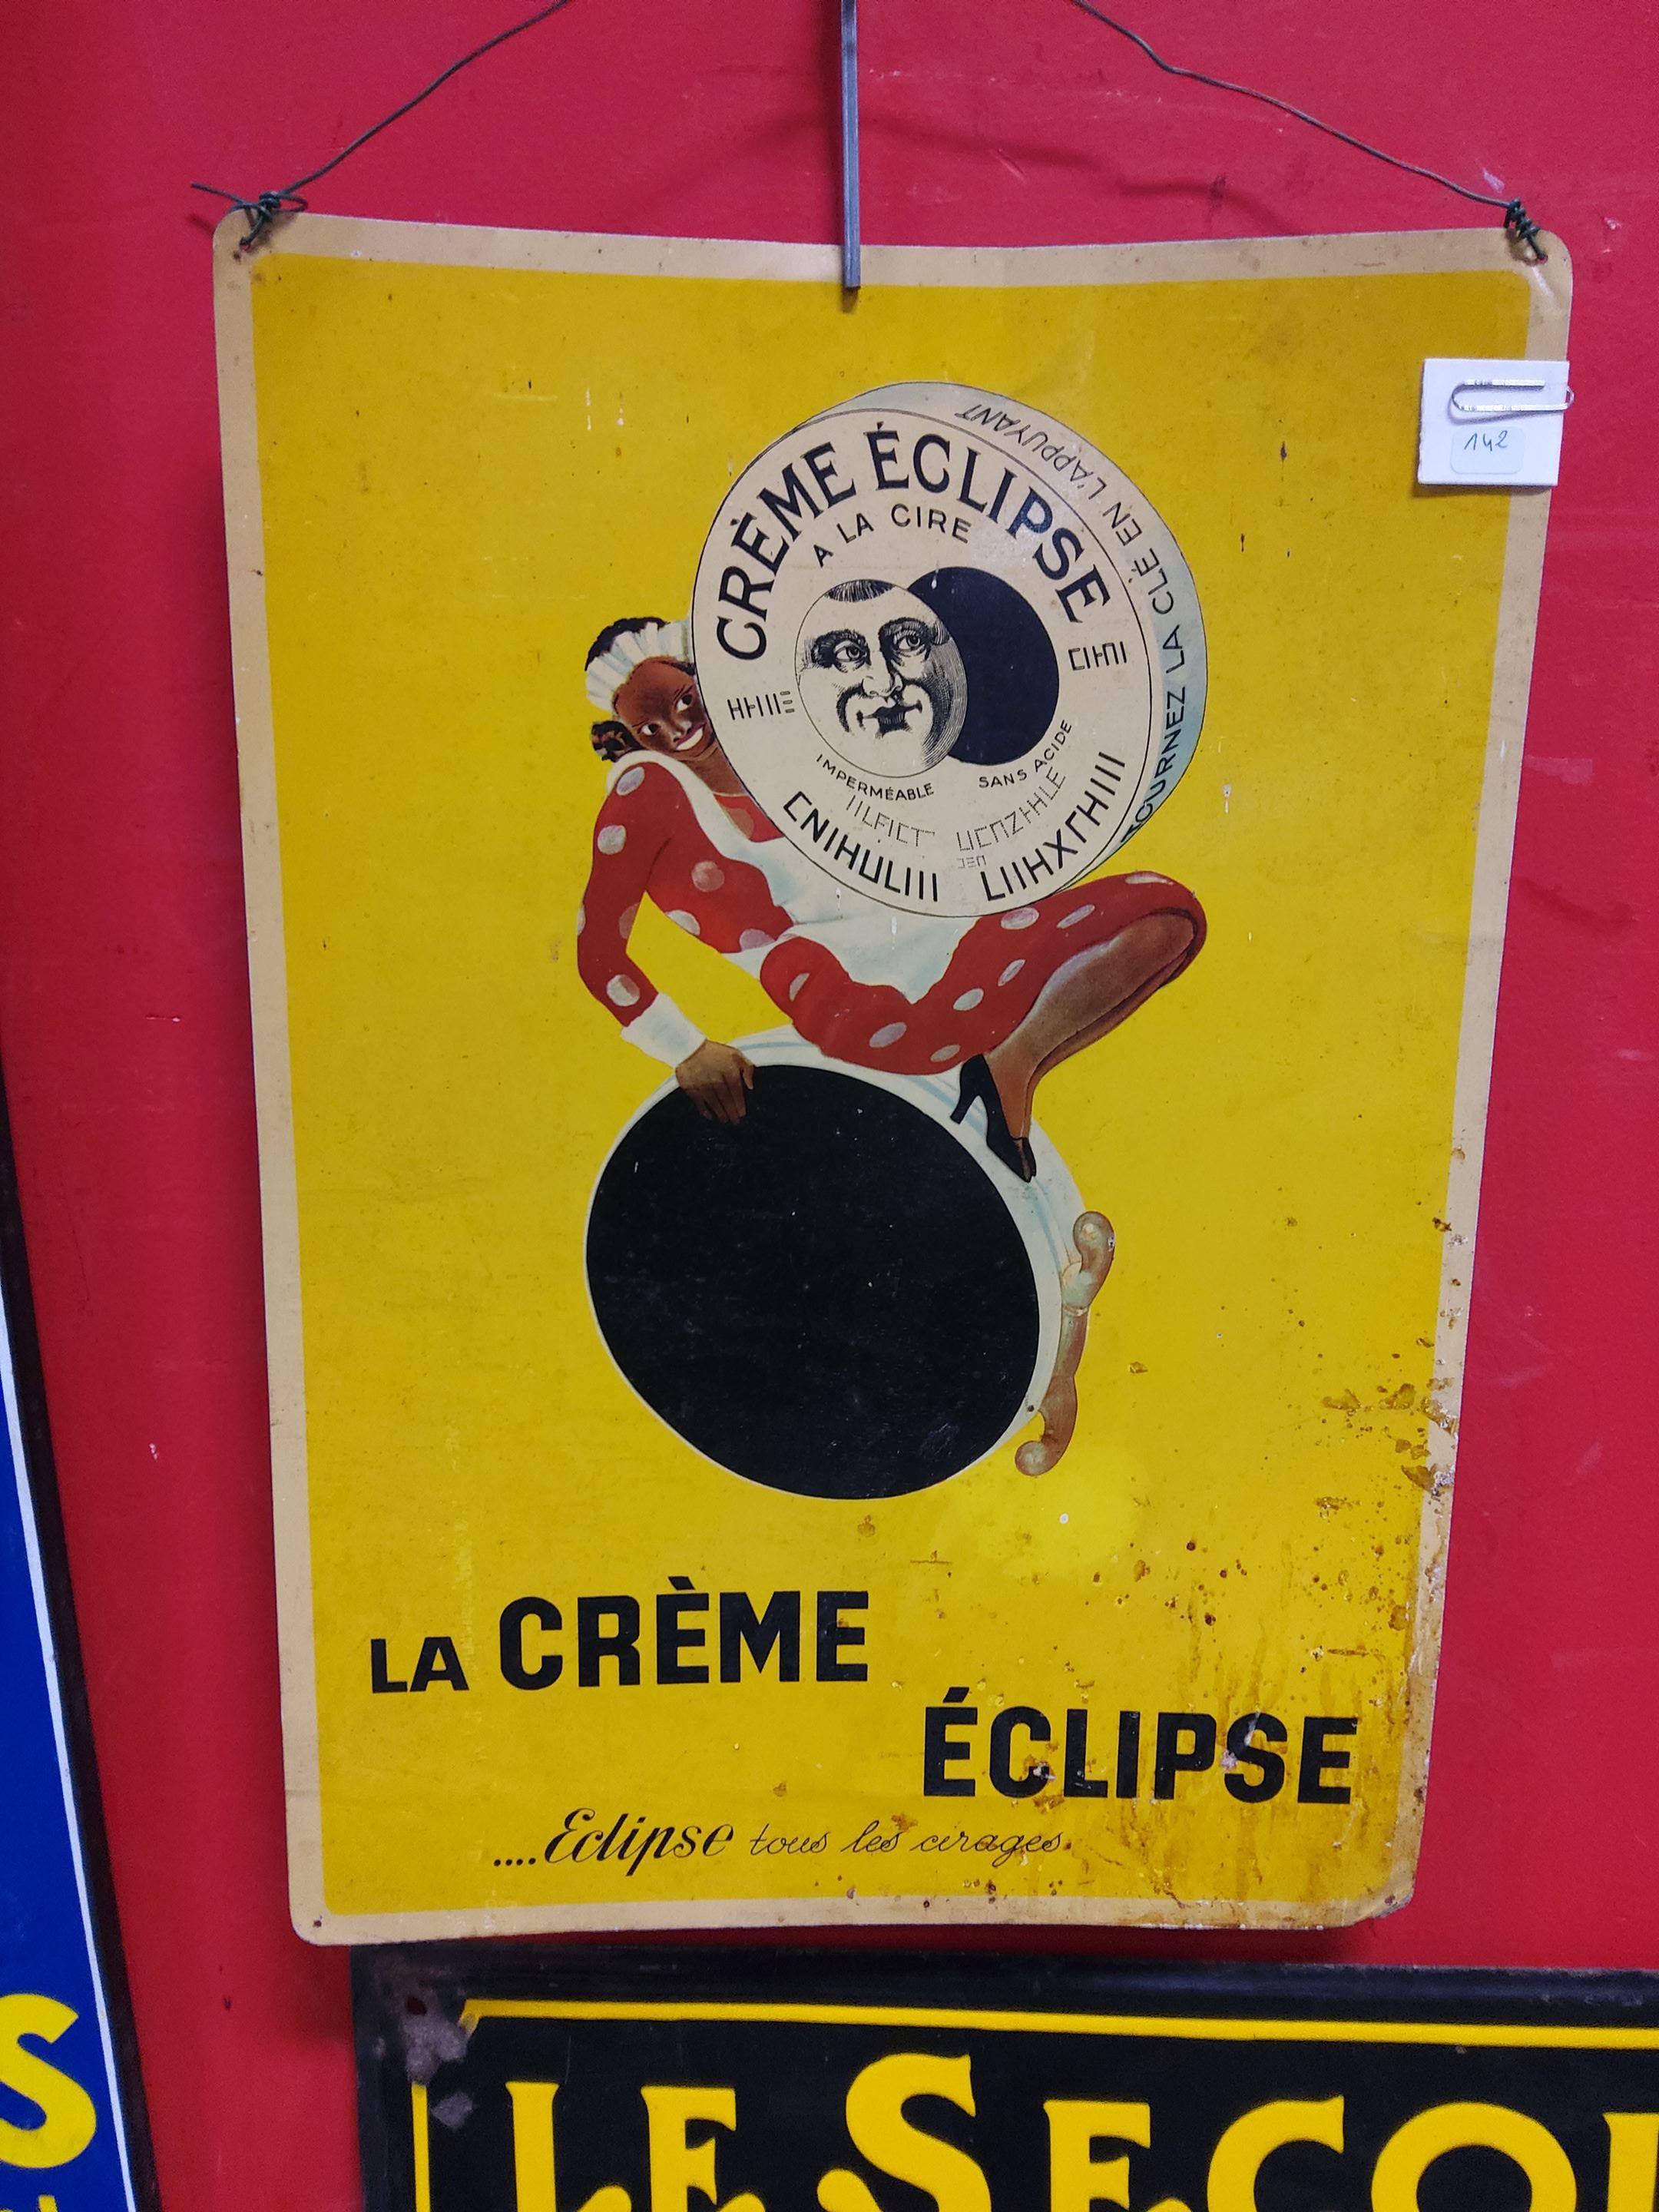 142
CRÈME ÉCLIPSE
A LA CIRE
IMPERMÉABLE
SANS ACIDE
TOURNEZ LA CLÉ EN L'APPUYANT
LA CRÈME
ÉCLIPSE
....Eclipse tous les cirages.
S
LE SECOU